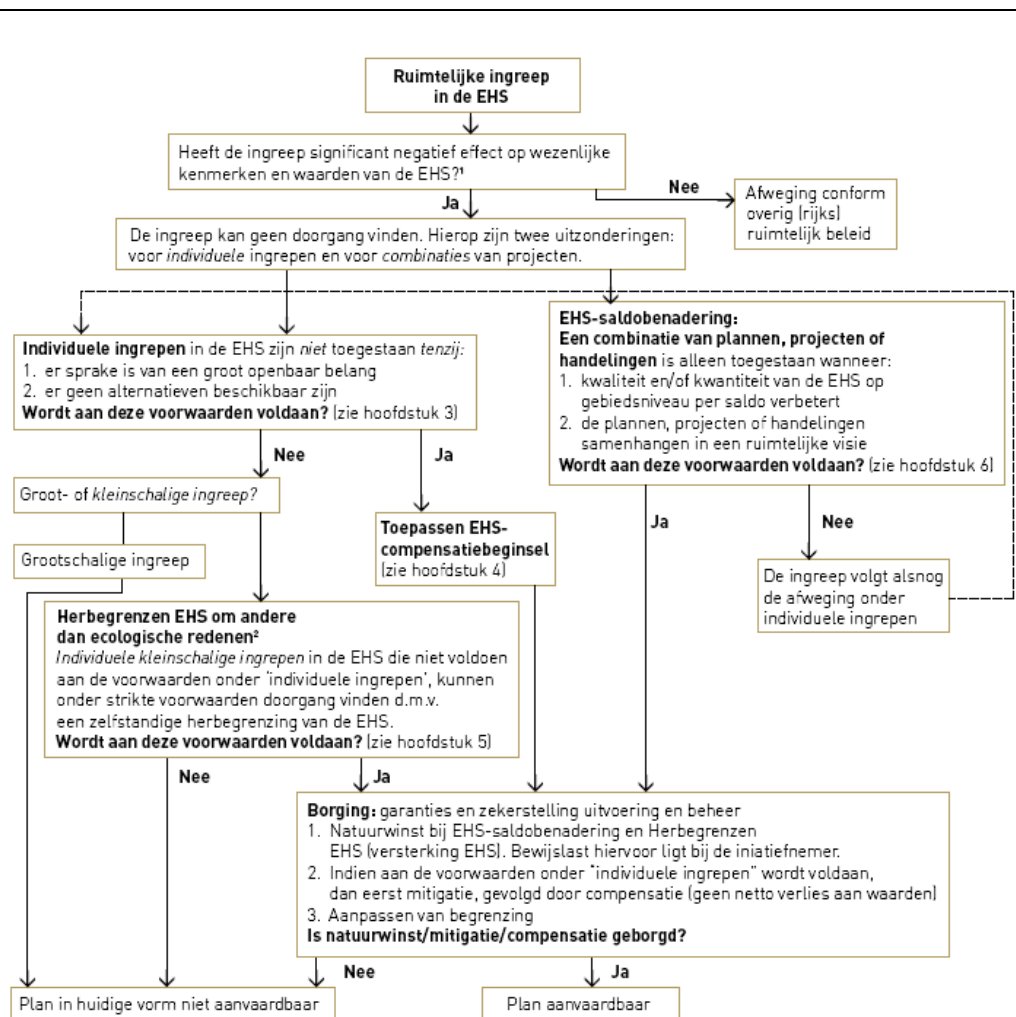 Ruimtelijke ingreep
in de EHS
Heeft de ingreep significant negatief effect op wezenlijke
kenmerken en waarden van de EHS?¹
Nee
Afweging conform
overig (rijks)
ruimtelijk beleid
Ja
De ingreep kan geen doorgang vinden. Hierop zijn twee uitzonderingen:
voor individuele ingrepen en voor combinaties van projecten.
Individuele ingrepen in de EHS zijn niet toegestaan tenzij:
1. er sprake is van een groot openbaar belang
2. er geen alternatieven beschikbaar zijn
Wordt aan deze voorwaarden voldaan? (zie hoofdstuk 3)
EHS-saldobenadering:
Een combinatie van plannen, projecten of
handelingen is alleen toegestaan wanneer:
1. kwaliteit en/of kwantiteit van de EHS op
gebiedsniveau per saldo verbetert
2. de plannen, projecten of handelingen
samenhangen in een ruimtelijke visie
Wordt aan deze voorwaarden voldaan? (zie hoofdstuk 6)
Nee
Ja
Groot- of kleinschalige ingreep?
Grootschalige ingreep
Toepassen EHS-
compensatiebeginsel
(zie hoofdstuk 4)
Ja
Nee
De ingreep volgt alsnog
de afweging onder
individuele ingrepen
Herbegrenzen EHS om andere
dan ecologische redenen²
Individuele kleinschalige ingrepen in de EHS die niet voldoen
aan de voorwaarden onder 'individuele ingrepen', kunnen
onder strikte voorwaarden doorgang vinden d.m.v.
een zelfstandige herbegrenzing van de EHS.
Wordt aan deze voorwaarden voldaan? (zie hoofdstuk 5)
Nee
Ja
Borging: garanties en zekerstelling uitvoering en beheer
1. Natuurwinst bij EHS-saldobenadering en Herbegrenzen
EHS (versterking EHS). Bewijslast hiervoor ligt bij de iniatiefnemer.
2. Indien aan de voorwaarden onder "individuele ingrepen" wordt voldaan,
dan eerst mitigatie, gevolgd door compensatie (geen netto verlies aan waarden)
3. Aanpassen van begrenzing
Is natuurwinst/mitigatie/compensatie geborgd?
Nee
Ja
Plan in huidige vorm niet aanvaardbaar
Plan aanvaardbaar